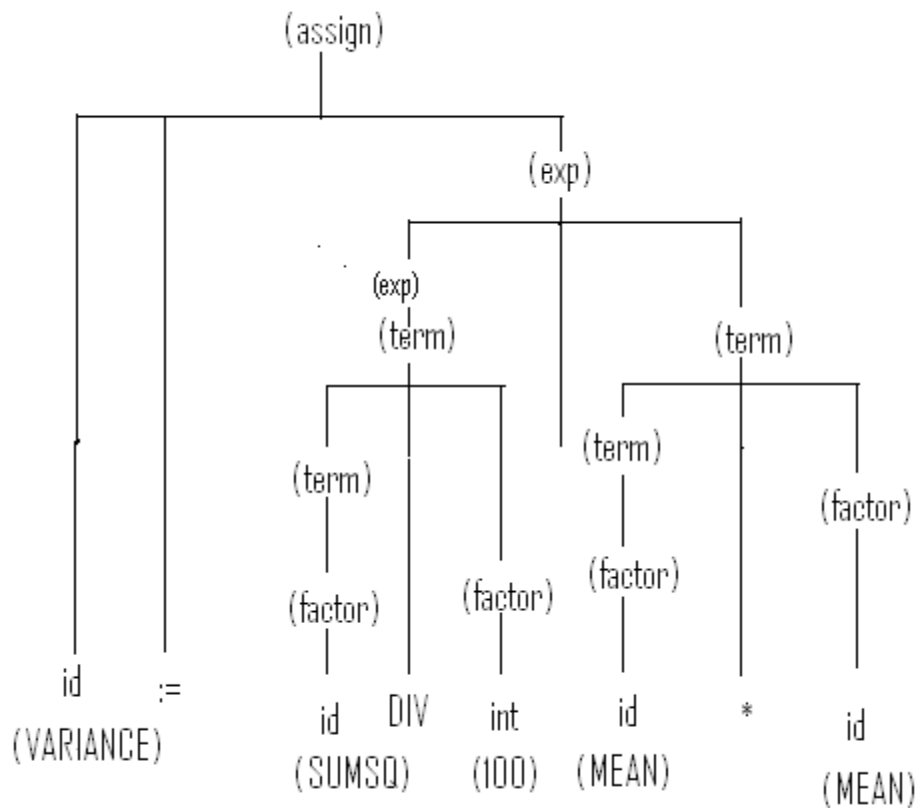 (assign)
(exp)
(exp)
(term)
(term)
(term)
(term)
(factor)
(factor)
(factor)
(factor)
id
:=
id
DIV
int
id
*
id
(VARIANCE)
(SUMSQ)
(100)
(MEAN)
(MEAN)